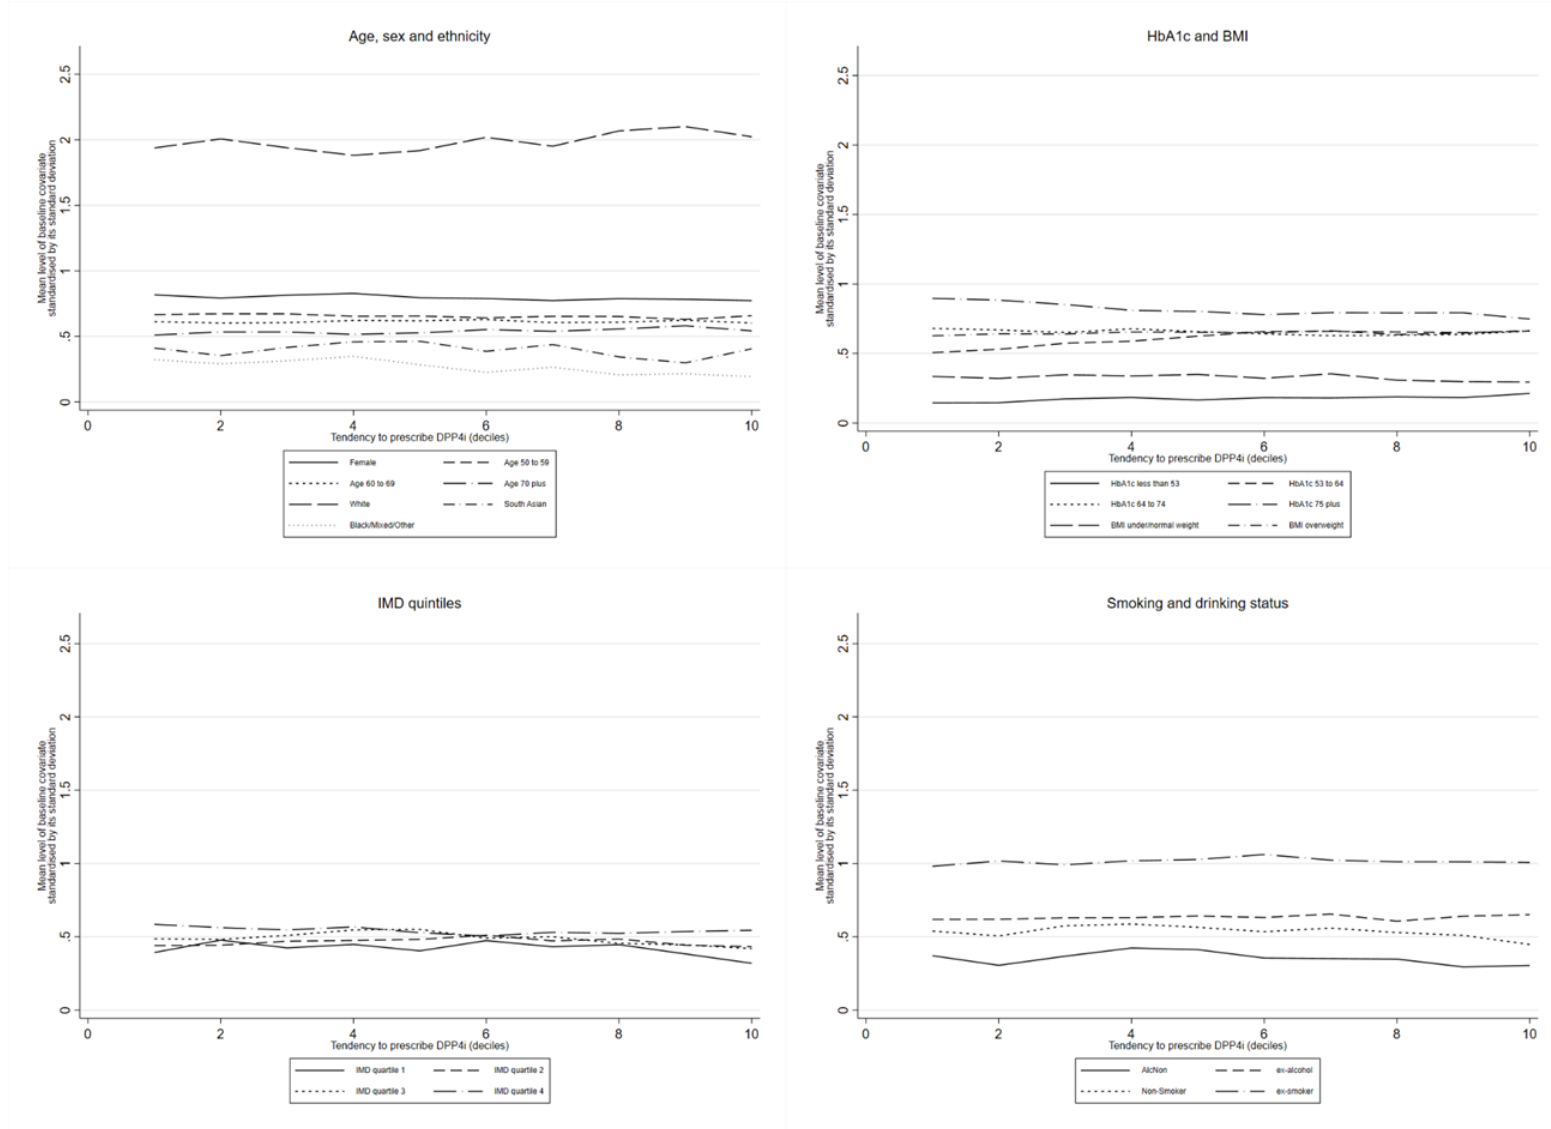 Age, sex and ethnicity
Mean level of baseline covariate
standardised by its standard deviation
2.5
2
1.5
1
.5
0
0 2 4 6 8 10
Tendency to prescribe DPP4i (deciles)
Female Age 50 to 59
Age 60 to 69 Age 70 plus
White South Asian
Black/Mixed/Other
HbA1c and BMI
Mean level of baseline covariate
standardised by its standard deviation
2.5
2
1.5
1
.5
0
0 2 4 6 8 10
Tendency to prescribe DPP4i (deciles)
HbA1c less than 53 HbA1c 53 to 64
HbA1c 64 to 74 HbA1c 75 plus
BMI under/normal weight BMI overweight
IMD quintiles
Mean level of baseline covariate
standardised by its standard deviation
2.5
2
1.5
1
.5
0
0 2 4 6 8 10
Tendency to prescribe DPP4i (deciles)
IMD quartile 1 IMD quartile 2
IMD quartile 3 IMD quartile 4
Smoking and drinking status
Mean level of baseline covariate
standardised by its standard deviation
2.5
2
1.5
1
.5
0
0 2 4 6 8 10
Tendency to prescribe DPP4i (deciles)
AlcNon ex-alcohol
Non-Smoker ex-smoker